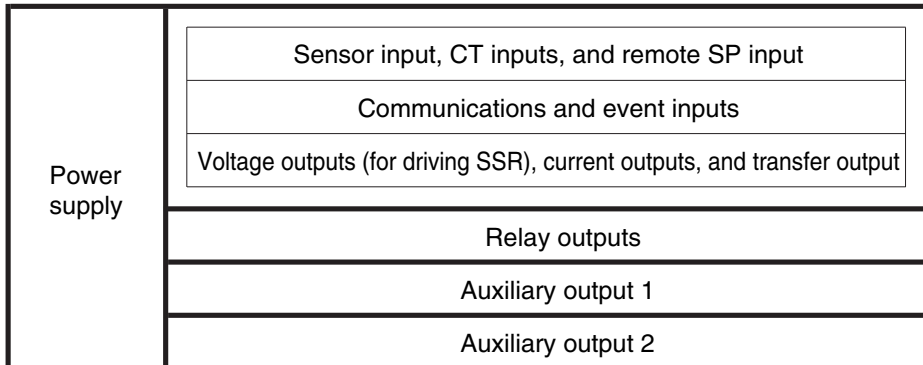 Power
supply
Sensor input, CT inputs, and remote SP input
Communications and event inputs
Voltage outputs (for driving SSR), current outputs, and transfer output
Relay outputs
Auxiliary output 1
Auxiliary output 2